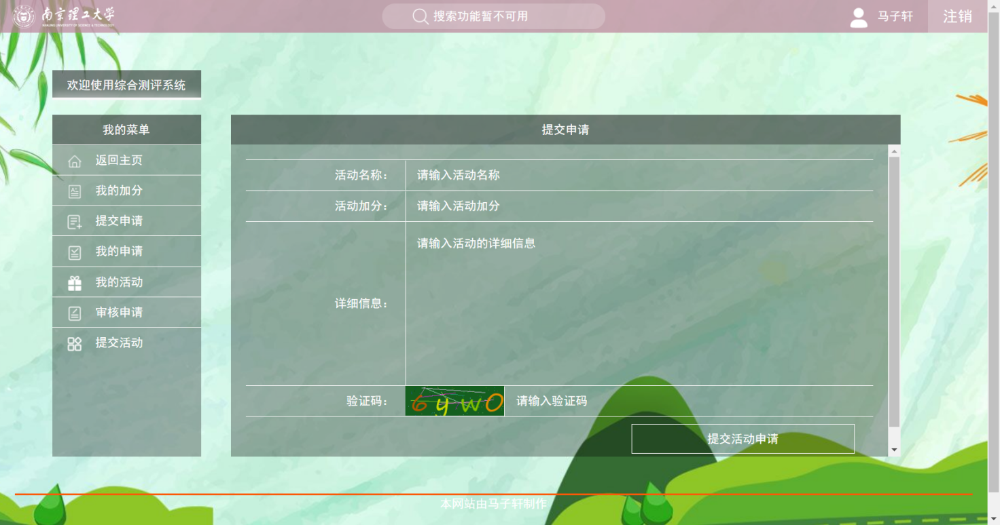 南京理工大学
NANJING UNIVERSITY OF SCIENCE & TECHNOLOGY
搜索功能暂不可用
马子轩
注销
欢迎使用综合测评系统
我的菜单
返回主页
我的加分
提交申请
我的申请
我的活动
审核申请
提交活动
提交申请
活动名称： 请输入活动名称
活动加分： 请输入活动加分
详细信息： 请输入活动的详细信息
验证码： 6ywO 请输入验证码
提交活动申请
本网站由马子轩制作